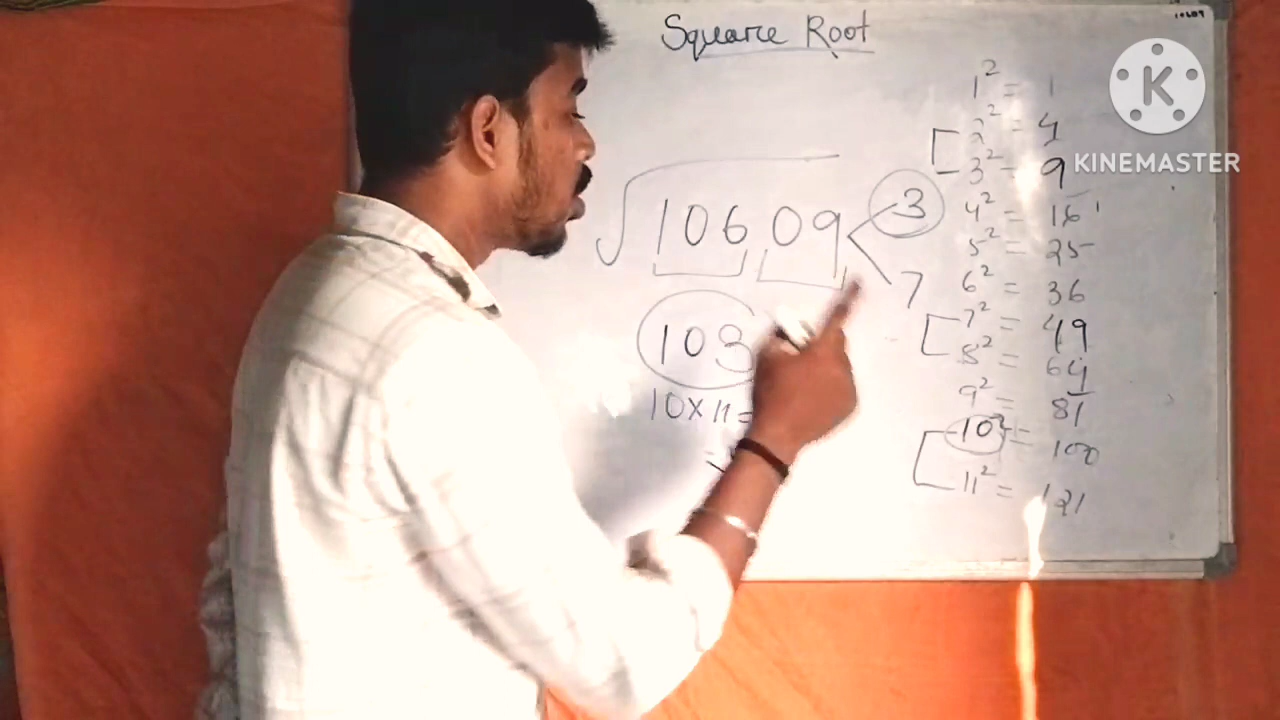 Square Root
10609
1² = 1
2² = 4
3² = 9
4² = 16
5² = 25
6² = 36
7² = 49
8² = 64
9² = 81
10² = 100
11² = 121
√10609
3
7
103
10×11=
K
KINEMASTER